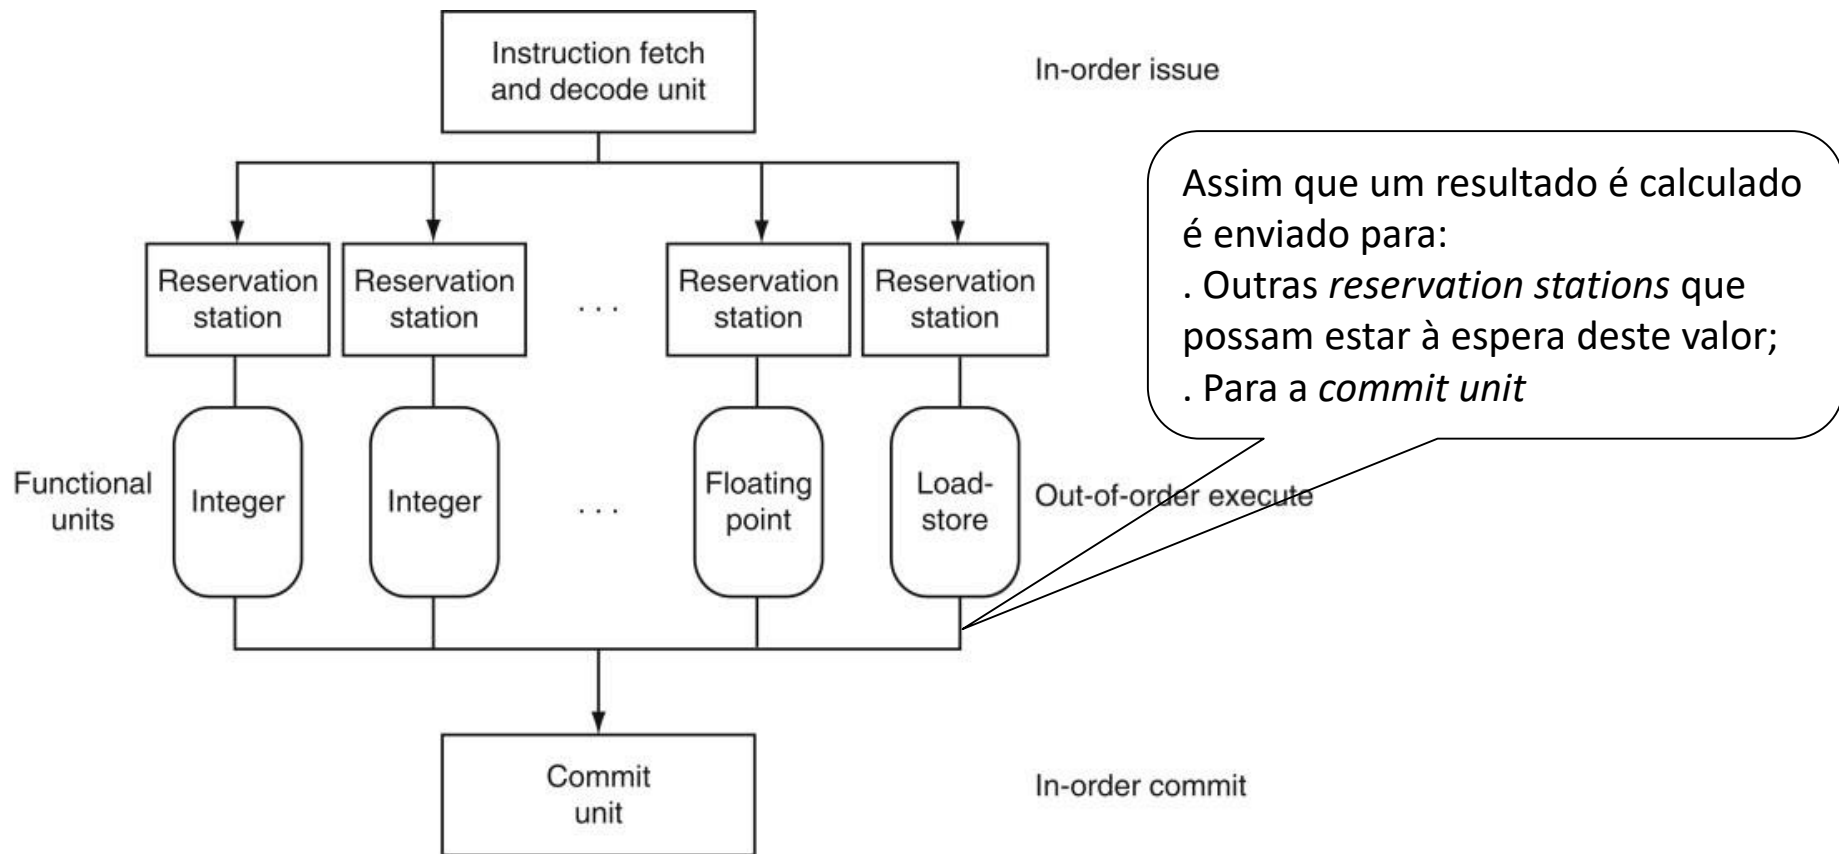 Instruction fetch
and decode unit
In-order issue
Assim que um resultado é calculado
é enviado para:
. Outras reservation stations que
possam estar à espera deste valor;
. Para a commit unit
Reservation
station
Reservation
station
. . .
Reservation
station
Reservation
station
Functional
units
Integer
Integer
. . .
Floating
point
Load-
store
Out-of-order execute
Commit
unit
In-order commit